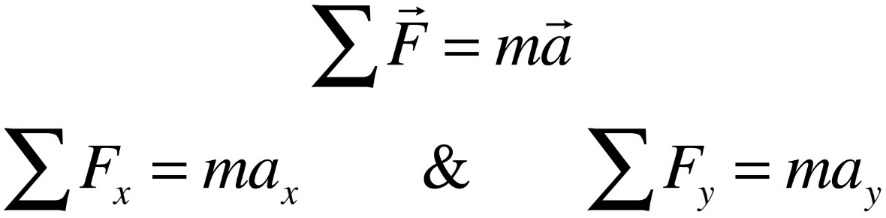 ∑F⃗ = ma⃗
∑Fₓ = maₓ & ∑F_y = ma_y